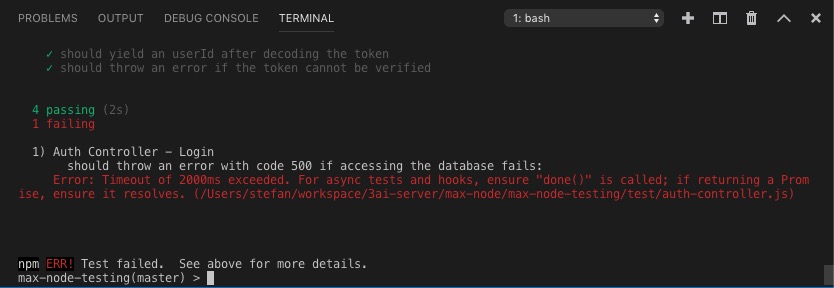 PROBLEMS OUTPUT DEBUG CONSOLE TERMINAL 1: bash
✓ should yield an userId after decoding the token
✓ should throw an error if the token cannot be verified
4 passing (2s)
1 failing
1) Auth Controller – Login
should throw an error with code 500 if accessing the database fails:
Error: Timeout of 2000ms exceeded. For async tests and hooks, ensure "done()" is called; if returning a Prom
ise, ensure it resolves. (/Users/stefan/workspace/3ai-server/max-node/max-node-testing/test/auth-controller.js)
npm ERR! Test failed.  See above for more details.
max-node-testing(master) >